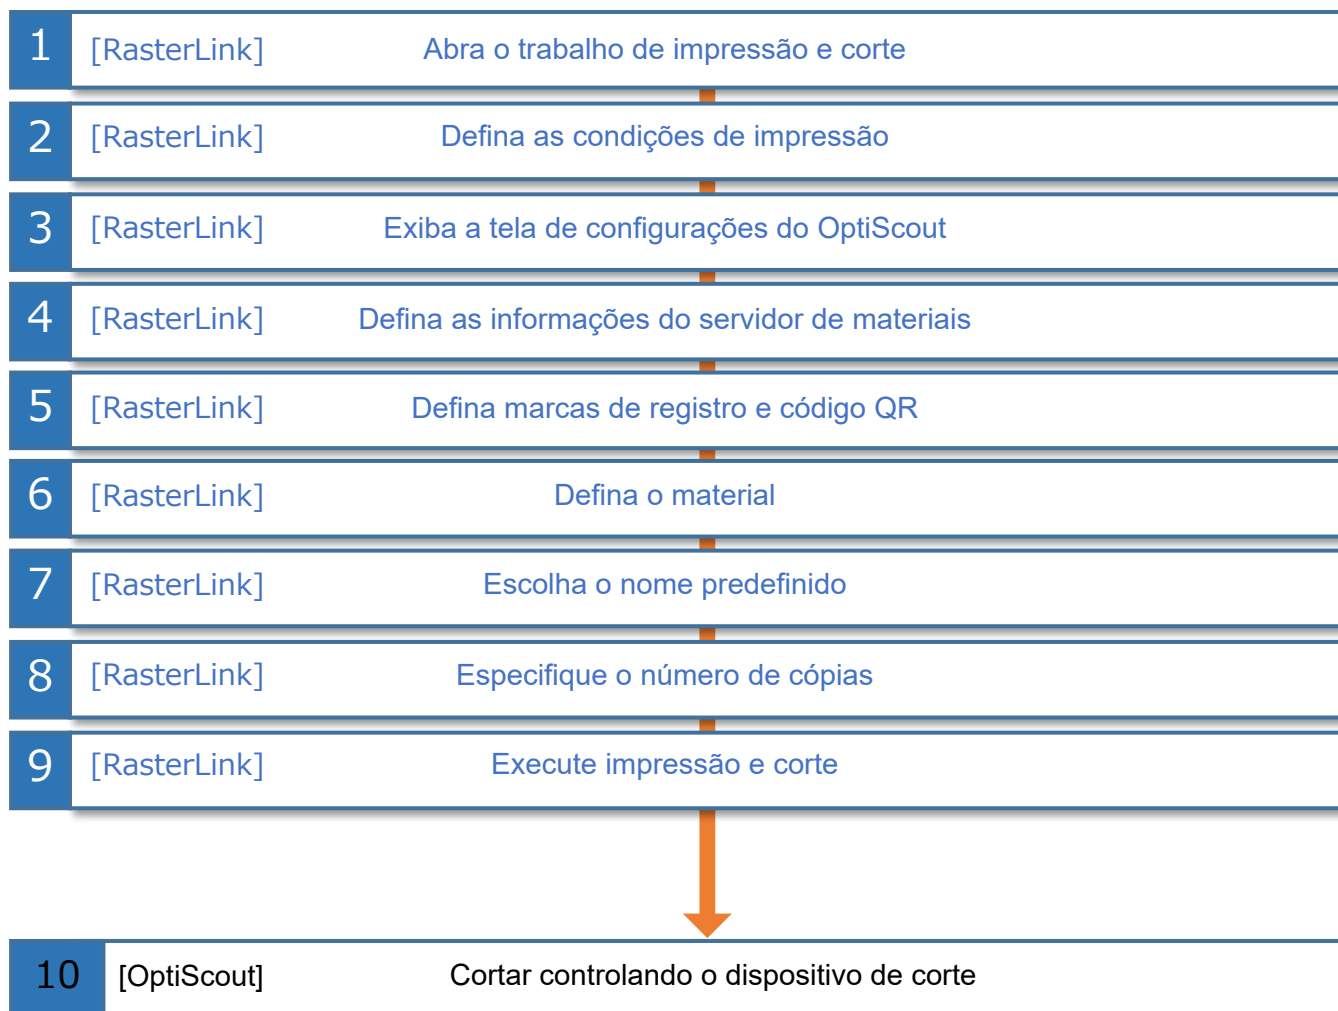 1 [RasterLink] Abra o trabalho de impressão e corte
2 [RasterLink] Defina as condições de impressão
3 [RasterLink] Exiba a tela de configurações do OptiScout
4 [RasterLink] Defina as informações do servidor de materiais
5 [RasterLink] Defina marcas de registro e código QR
6 [RasterLink] Defina o material
7 [RasterLink] Escolha o nome predefinido
8 [RasterLink] Especifique o número de cópias
9 [RasterLink] Execute impressão e corte
10 [OptiScout] Cortar controlando o dispositivo de corte